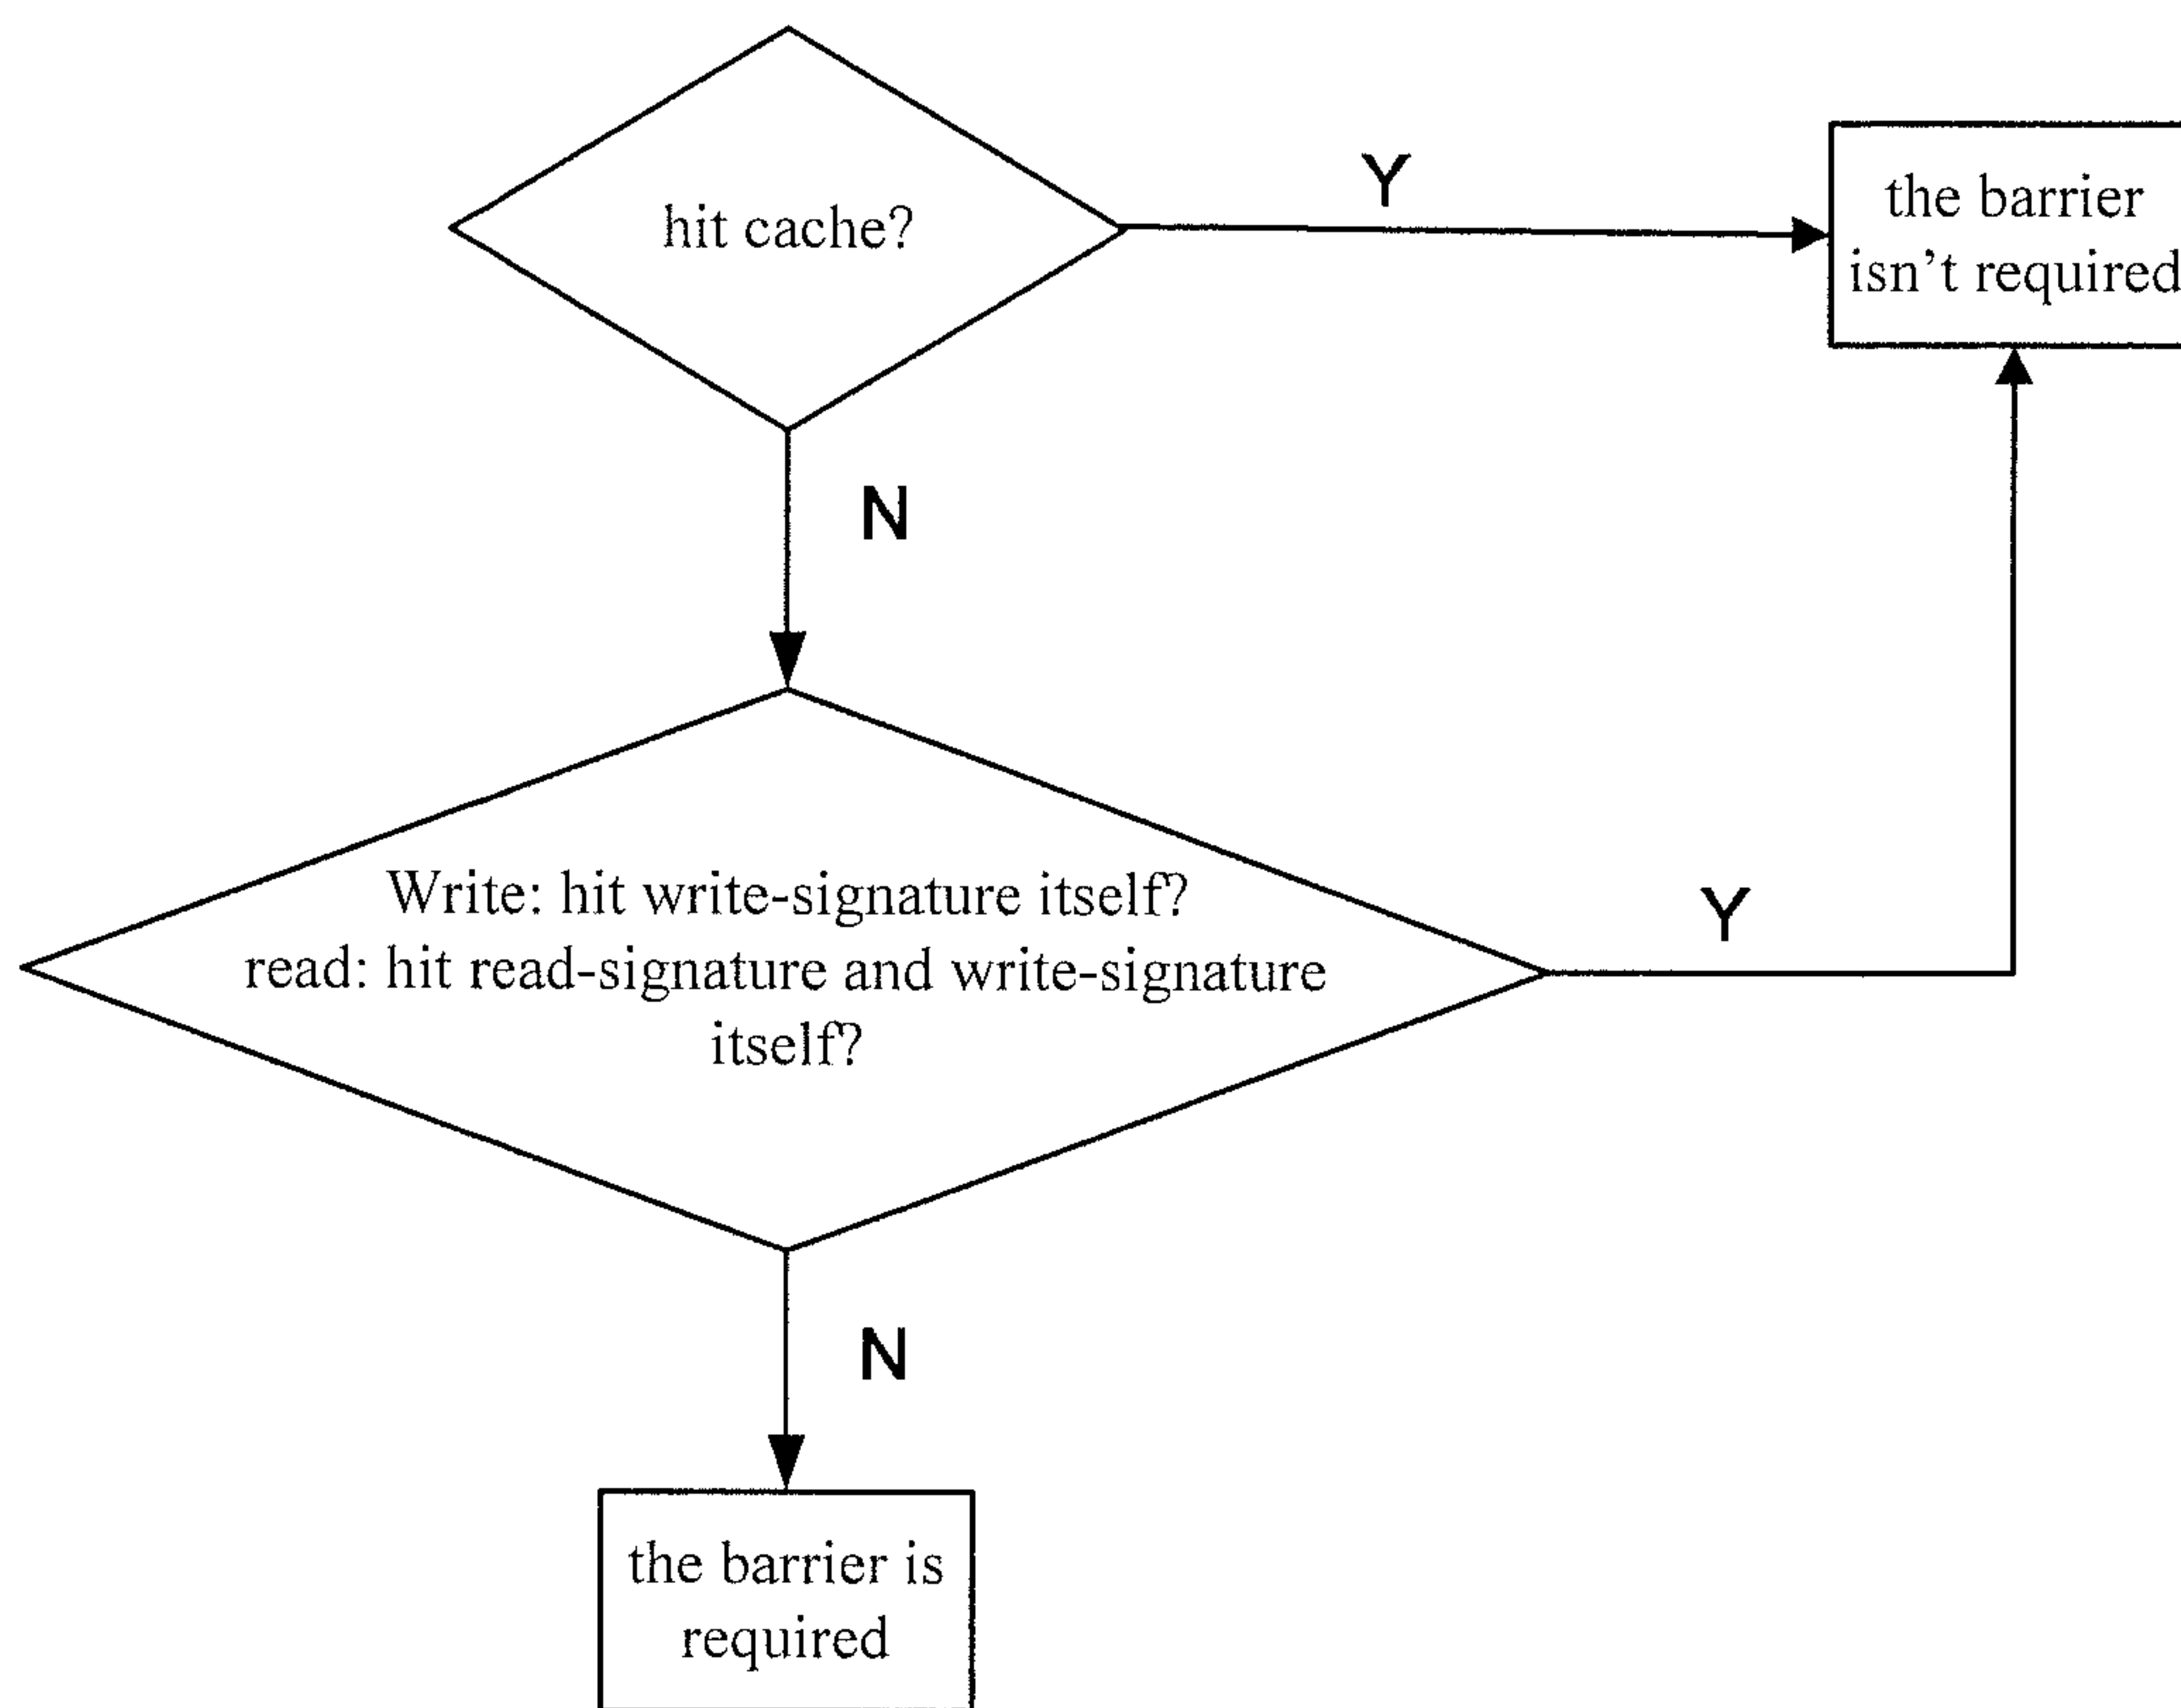 hit cache?
Y
the barrier
isn't required
N
Write: hit write-signature itself?
read: hit read-signature and write-signature
itself?
Y
N
the barrier is
required